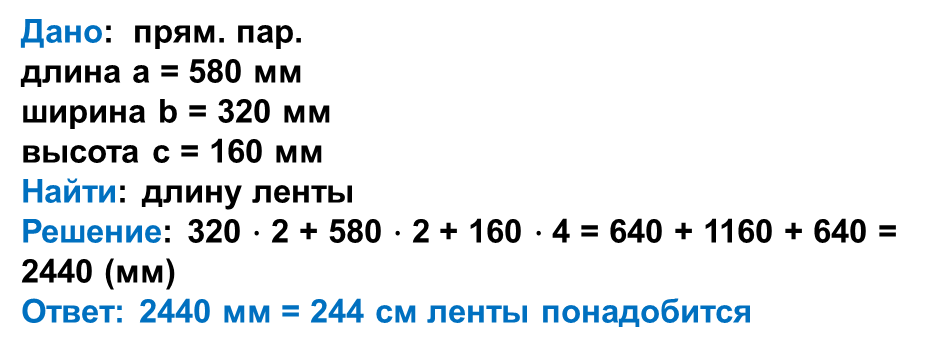 Дано:  прям. пар.
длина a = 580 мм
ширина b = 320 мм
высота c = 160 мм
Найти: длину ленты
Решение: 320 · 2 + 580 · 2 + 160 · 4 = 640 + 1160 + 640 =
2440 (мм)
Ответ: 2440 мм = 244 см ленты понадобится